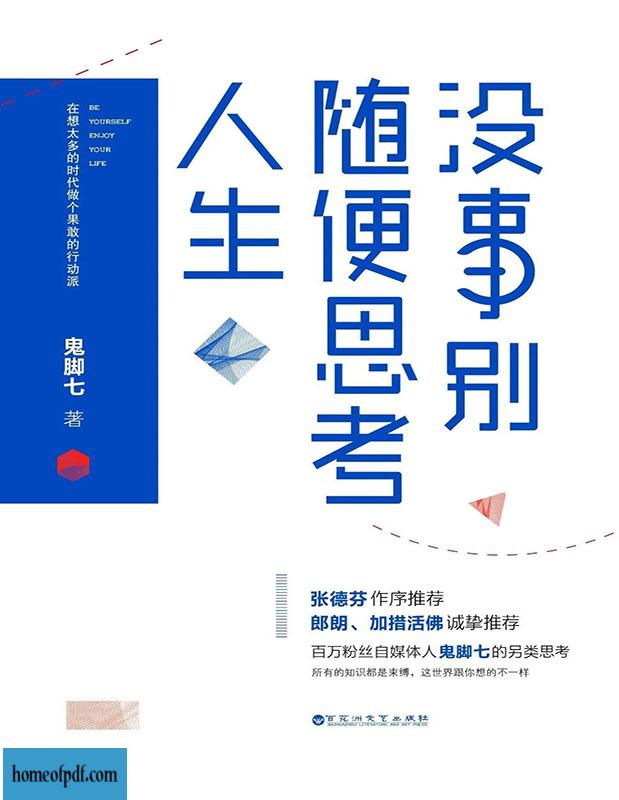 没事别
随便思考
人生
BE
YOURSELF
ENJOY
YOUR
LIFE
在想太多的时代做个果敢的行动派
鬼脚七 著
张德芬 作序推荐
郎朗、加措活佛 诚挚推荐
百万粉丝自媒体人鬼脚七的另类思考
所有的知识都是束缚，这世界跟你想的不一样
百花洲文艺出版社
BAIHUAZHOU LITERATURE AND ART PRESS
homeofpdf.com